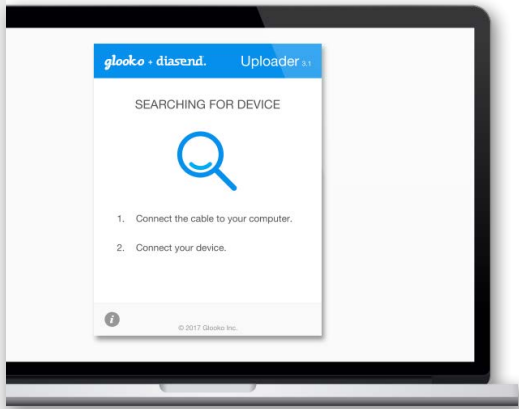 glooko + diasend. Uploader 3.1
SEARCHING FOR DEVICE
1. Connect the cable to your computer.
2. Connect your device.
i
© 2017 Glooko Inc.